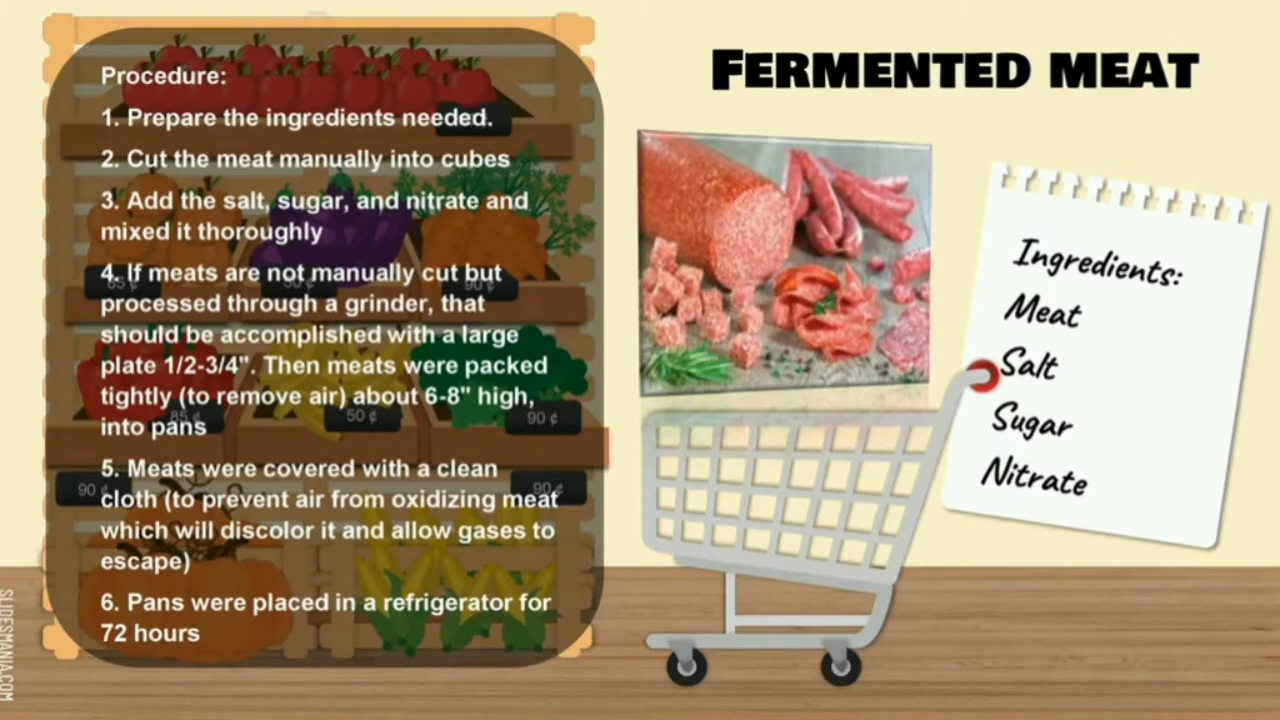 FERMENTED MEAT
Procedure:
1. Prepare the ingredients needed.
2. Cut the meat manually into cubes
3. Add the salt, sugar, and nitrate and
mixed it thoroughly
4. If meats are not manually cut but
processed through a grinder, that
should be accomplished with a large
plate 1/2-3/4". Then meats were packed
tightly (to remove air) about 6-8" high,
into pans
5. Meats were covered with a clean
cloth (to prevent air from oxidizing meat
which will discolor it and allow gases to
escape)
6. Pans were placed in a refrigerator for
72 hours
Ingredients:
Meat
Salt
Sugar
Nitrate
85 ¢
90 ¢
85 ¢
50 ¢
90 ¢
90 ¢
90 ¢
SLIDESMANIA.COM